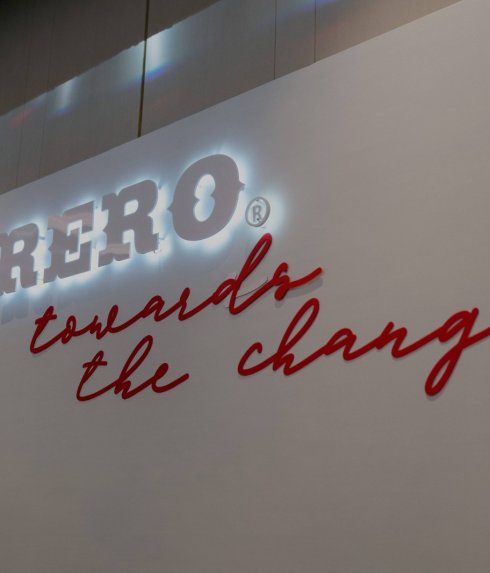 RERO®
towards
the chang